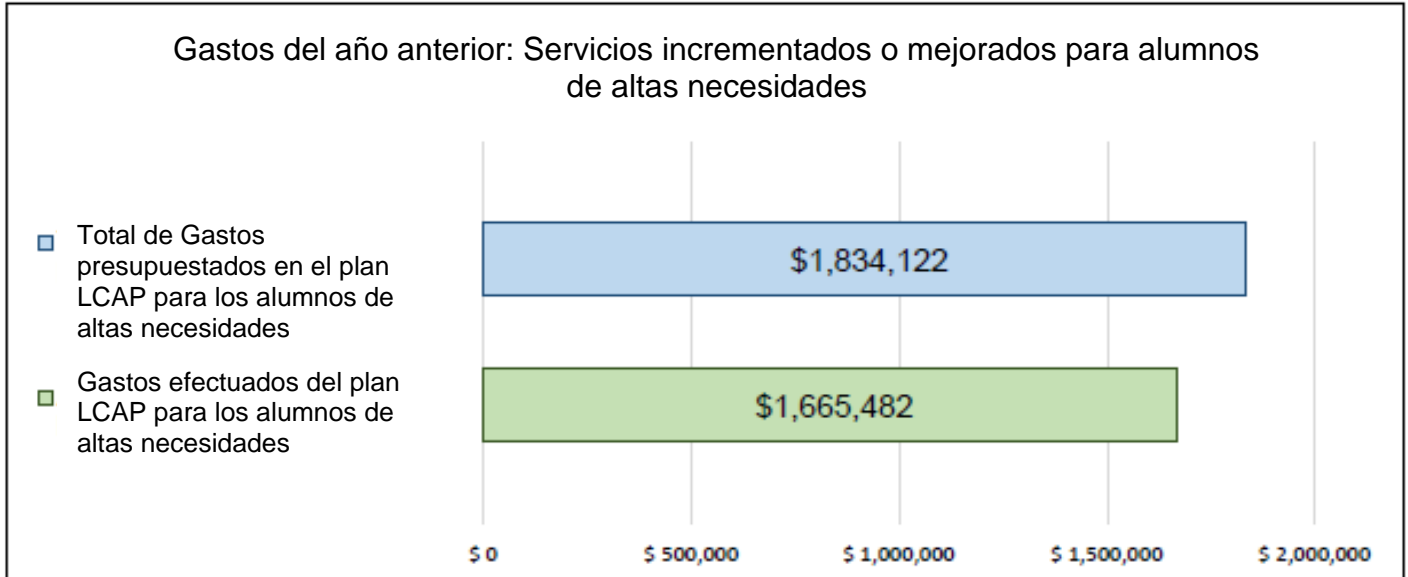 Gastos del año anterior: Servicios incrementados o mejorados para alumnos
de altas necesidades
Total de Gastos
presupuestados en el plan
LCAP para los alumnos de
altas necesidades
$1,834,122
Gastos efectuados del plan
LCAP para los alumnos de
altas necesidades
$1,665,482
$ 0 $ 500,000 $ 1,000,000 $ 1,500,000 $ 2,000,000